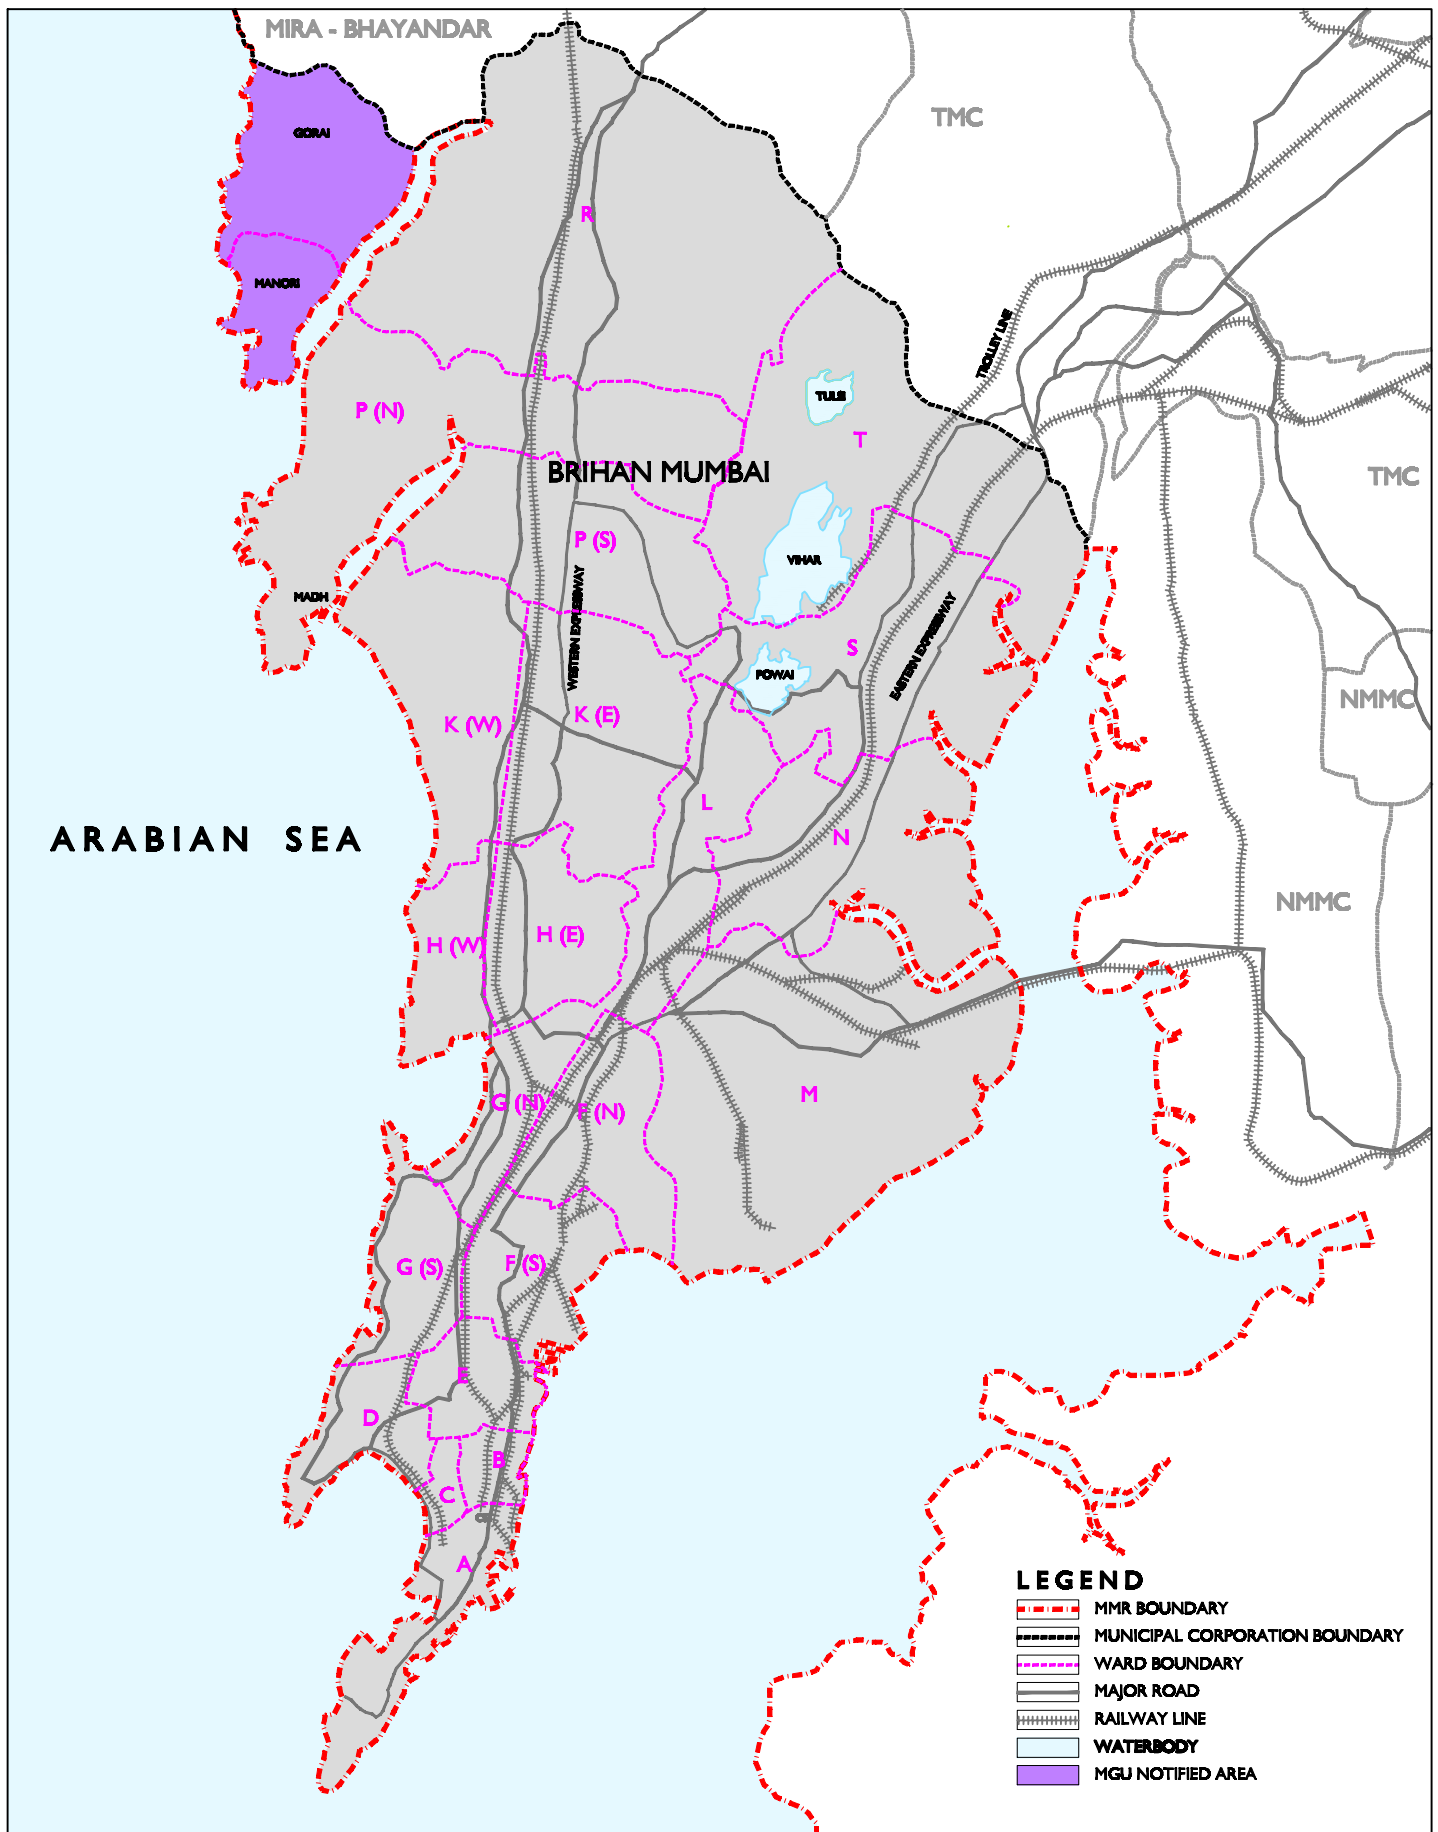 MIRA - BHAYANDAR
TMC
GORAI
R
MANORI
TROLLEY LINE
TULSI
P (N)
T
BRIHAN MUMBAI
TMC
P (S)
VIHAR
MADH
WESTERN EXPRESSWAY
EASTERN EXPRESSWAY
S
POWAI
NMMC
K (W)
K (E)
L
ARABIAN SEA
N
NMMC
H (W)
H (E)
M
G (N)
F (N)
G (S)
F (S)
E
D
B
C
A
LEGEND
MMR BOUNDARY
MUNICIPAL CORPORATION BOUNDARY
WARD BOUNDARY
MAJOR ROAD
RAILWAY LINE
WATERBODY
MGU NOTIFIED AREA